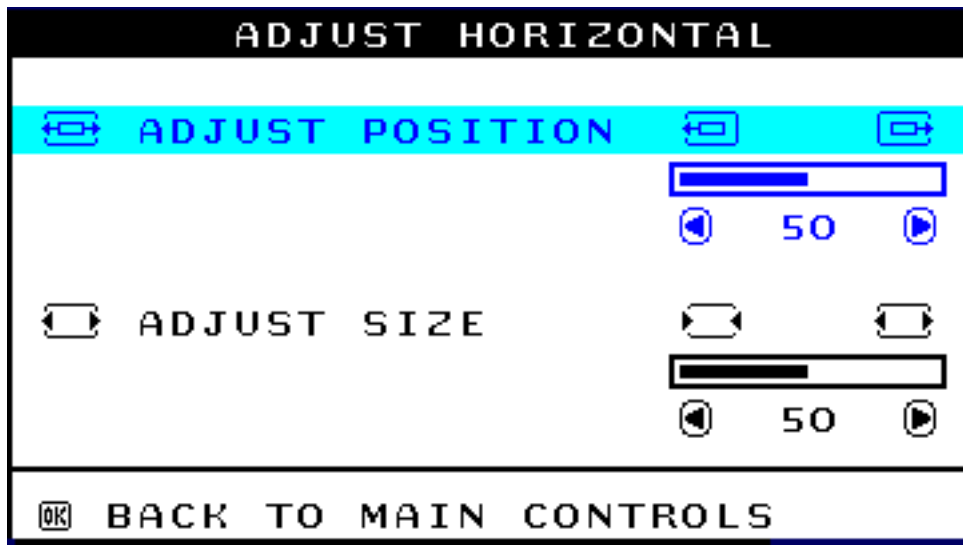 ADJUST HORIZONTAL
ADJUST POSITION
50
ADJUST SIZE
50
OK BACK TO MAIN CONTROLS